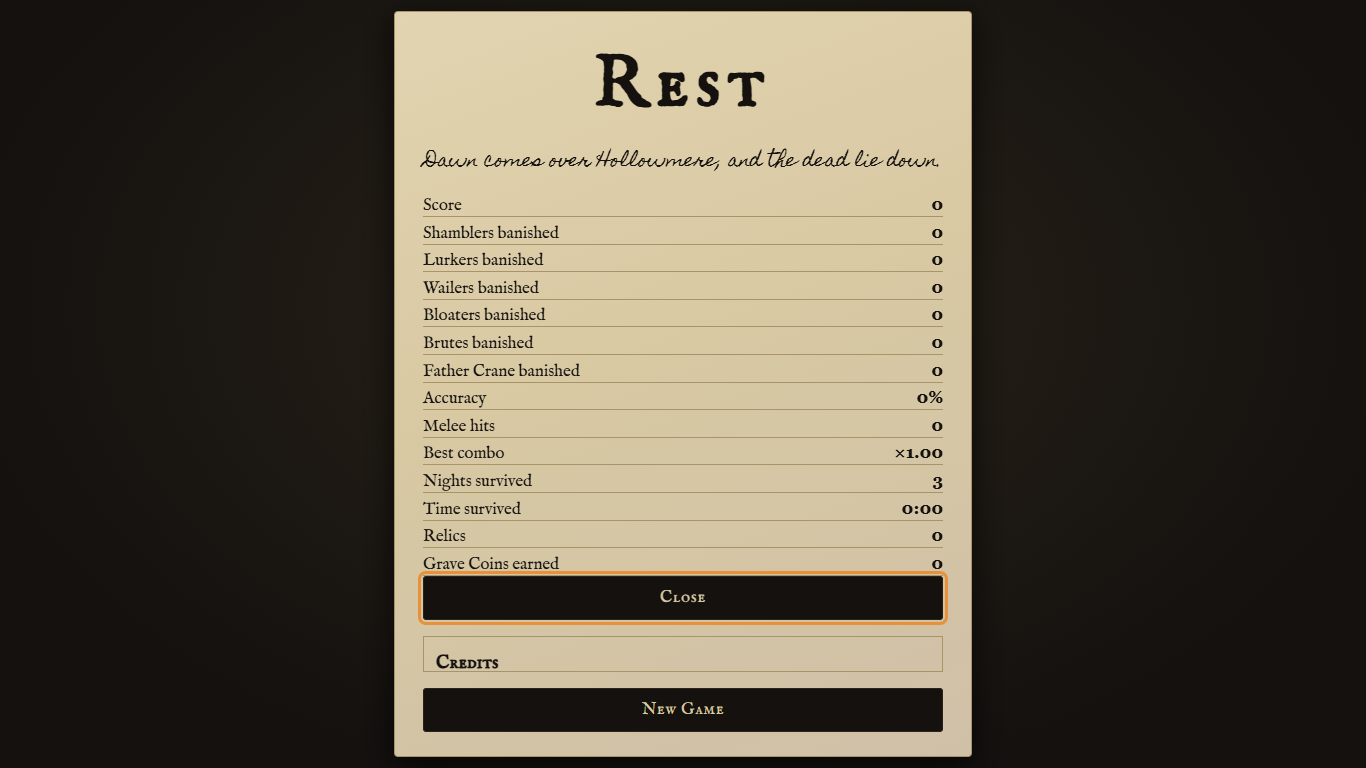 Rest
Dawn comes over Hollowmere, and the dead lie down.
Score 0
Shamblers banished 0
Lurkers banished 0
Wailers banished 0
Bloaters banished 0
Brutes banished 0
Father Crane banished 0
Accuracy 0%
Melee hits 0
Best combo ×1.00
Nights survived 3
Time survived 0:00
Relics 0
Grave Coins earned 0
Close
Credits
New Game